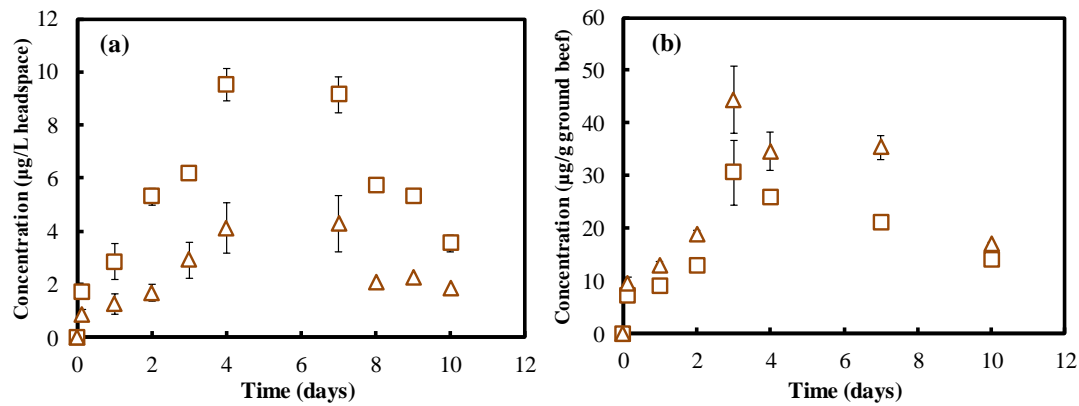 (a)
Concentration (µg/L headspace)
12
10
8
6
4
2
0
0 2 4 6 8 10 12
Time (days)
(b)
Concentration (µg/g ground beef)
60
50
40
30
20
10
0
0 2 4 6 8 10 12
Time (days)